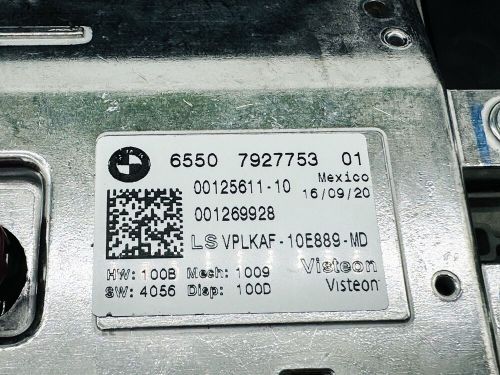 6550 7927753 01
00125611-10 Mexico
16/09/20
001269928
LS VPLKAF-10E889-MD
HW: 100B Mech: 1009 Visteon
SW: 4056 Disp: 100D Visteon